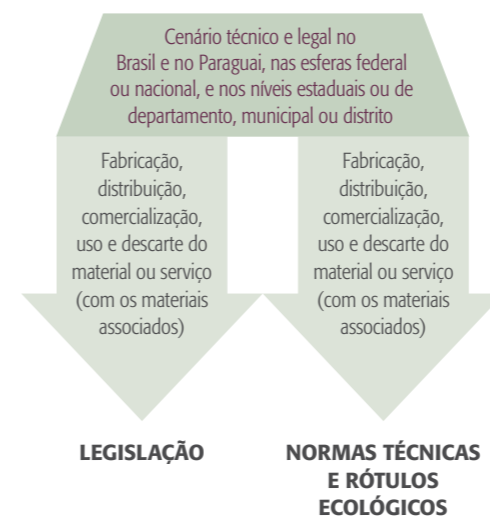 Cenário técnico e legal no
Brasil e no Paraguai, nas esferas federal
ou nacional, e nos níveis estaduais ou de
departamento, municipal ou distrito
Fabricação,
distribuição,
comercialização,
uso e descarte do
material ou serviço
(com os materiais
associados)
LEGISLAÇÃO
Fabricação,
distribuição,
comercialização,
uso e descarte do
material ou serviço
(com os materiais
associados)
NORMAS TÉCNICAS
E RÓTULOS
ECOLÓGICOS